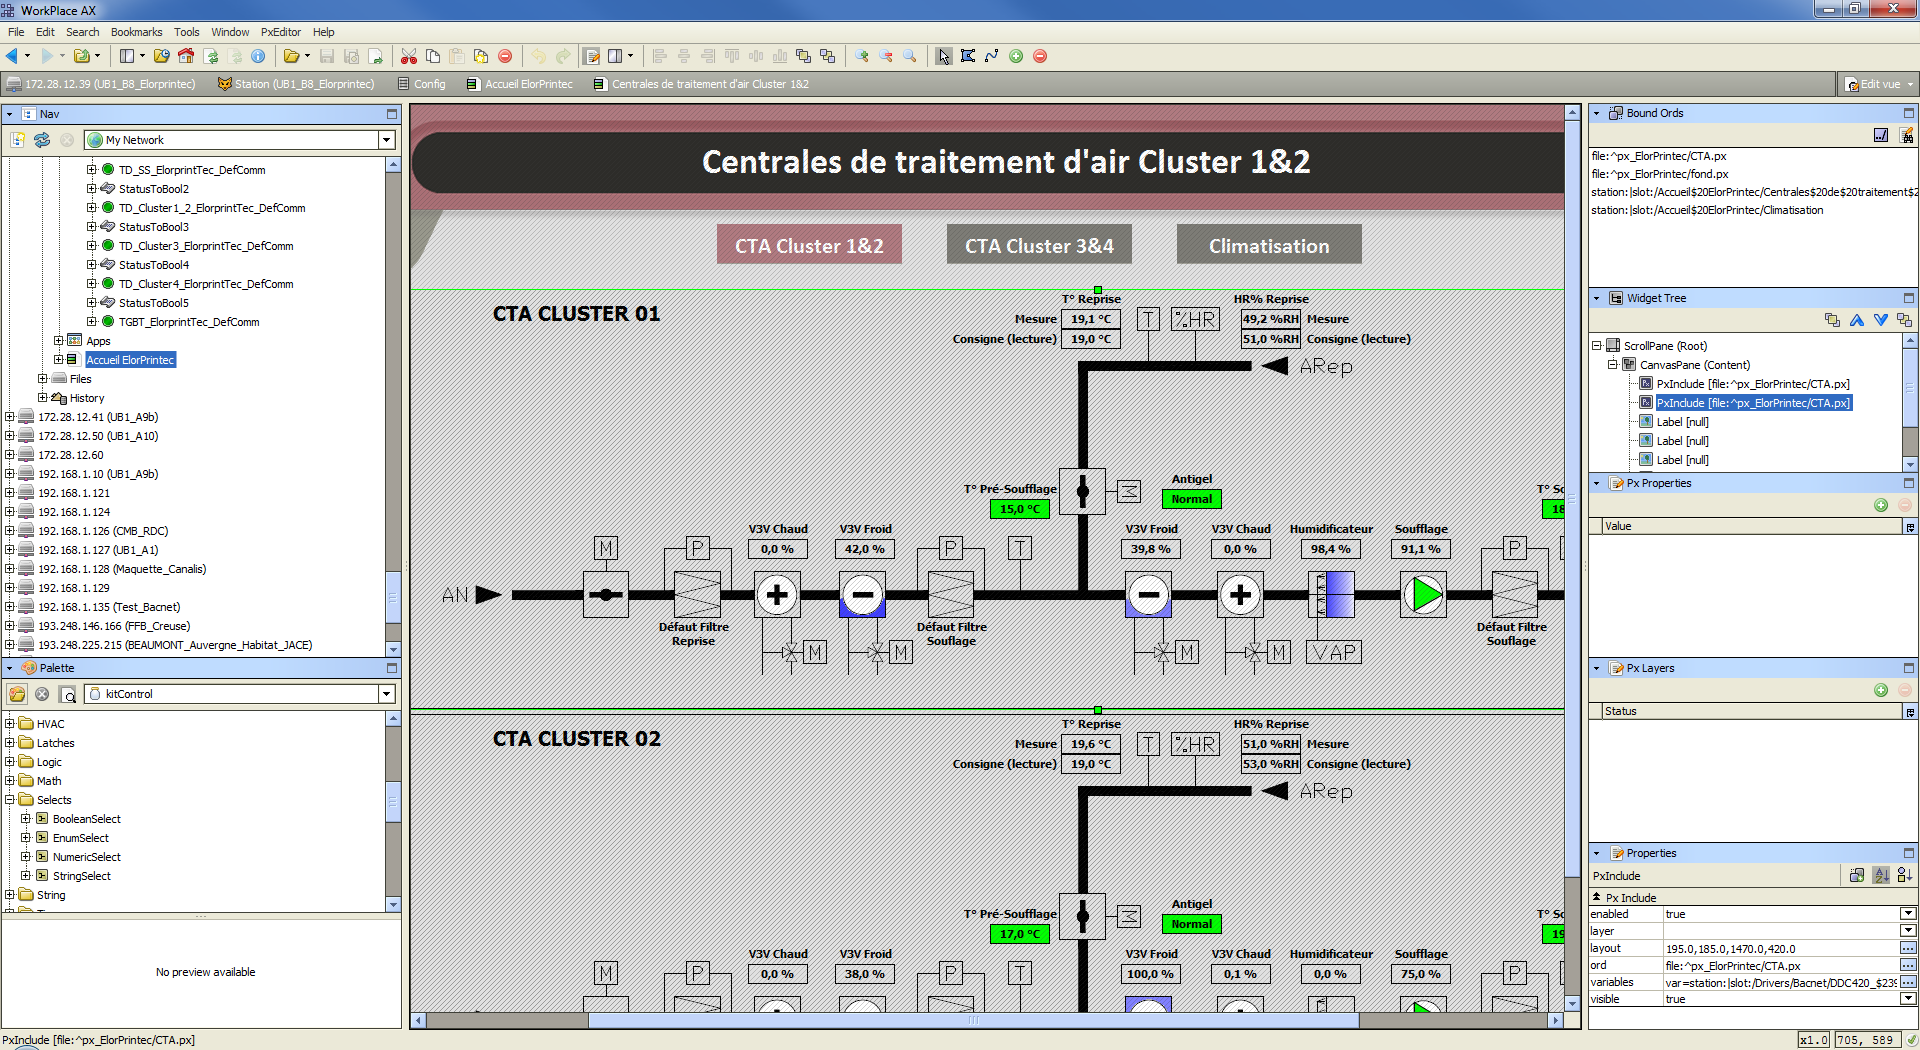 WorkPlace AX
File Edit Search Bookmarks Tools Window PxEditor Help
172.28.12.39 (UB1_B8_Elorprintec) Station (UB1_B8_Elorprintec) Config Accueil ElorPrintec Centrales de traitement d'air Cluster 1&2 Edit vue
Nav
My Network
TD_SS_ElorprintTec_DefComm
StatusToBool2
TD_Cluster1_2_ElorprintTec_DefComm
StatusToBool3
TD_Cluster3_ElorprintTec_DefComm
StatusToBool4
TD_Cluster4_ElorprintTec_DefComm
StatusToBool5
TGBT_ElorprintTec_DefComm
Apps
Accueil ElorPrintec
Files
History
172.28.12.41 (UB1_A9b)
172.28.12.50 (UB1_A10)
172.28.12.60
192.168.1.10 (UB1_A9b)
192.168.1.121
192.168.1.124
192.168.1.126 (CMB_RDC)
192.168.1.127 (UB1_A1)
192.168.1.128 (Maquette_Canalis)
192.168.1.129
192.168.1.135 (Test_Bacnet)
193.248.146.166 (FFB_Creuse)
193.248.225.215 (BEAUMONT_Auvergne_Habitat_JACE)
Palette
kitControl
HVAC
Latches
Logic
Math
Selects
BooleanSelect
EnumSelect
NumericSelect
StringSelect
String
No preview available
Centrales de traitement d'air Cluster 1&2
CTA Cluster 1&2 CTA Cluster 3&4 Climatisation
CTA CLUSTER 01
T° Reprise HR% Reprise
Mesure 19,1 °C T %HR 49,2 %RH Mesure
Consigne (lecture) 19,0 °C 51,0 %RH Consigne (lecture)
ARep
T° Pré-Soufflage Antigel T° So
15,0 °C M Normal 18
V3V Chaud V3V Froid V3V Froid V3V Chaud Humidificateur Soufflage
M P 0,0 % 42,0 % P T 39,8 % 0,0 % 98,4 % 91,1 % P
AN
Défaut Filtre Reprise
Défaut Filtre Souflage
Défaut Filtre Souflage
M M M M VAP
CTA CLUSTER 02
T° Reprise HR% Reprise
Mesure 19,6 °C T %HR 51,0 %RH Mesure
Consigne (lecture) 19,0 °C 53,0 %RH Consigne (lecture)
ARep
T° Pré-Soufflage Antigel T° So
17,0 °C M Normal 19
V3V Chaud V3V Froid V3V Froid V3V Chaud Humidificateur Soufflage
M P 0,0 % 38,0 % P T 100,0 % 0,1 % 0,0 % 75,0 % P
Bound Ords
file:^px_ElorPrintec/CTA.px
file:^px_ElorPrintec/fond.px
station:|slot:/Accueil$20ElorPrintec/Centrales$20de$20traitement$2
station:|slot:/Accueil$20ElorPrintec/Climatisation
Widget Tree
ScrollPane (Root)
CanvasPane (Content)
PxInclude [file:^px_ElorPrintec/CTA.px]
PxInclude [file:^px_ElorPrintec/CTA.px]
Label [null]
Label [null]
Label [null]
Px Properties
Value
Px Layers
Status
Properties
PxInclude
Px Include
enabled true
layer
layout 195.0,185.0,1470.0,420.0
ord file:^px_ElorPrintec/CTA.px
variables var=station:|slot:/Drivers/Bacnet/DDC420_$239
visible true
PxInclude [file:^px_ElorPrintec/CTA.px] x1.0 705, 589